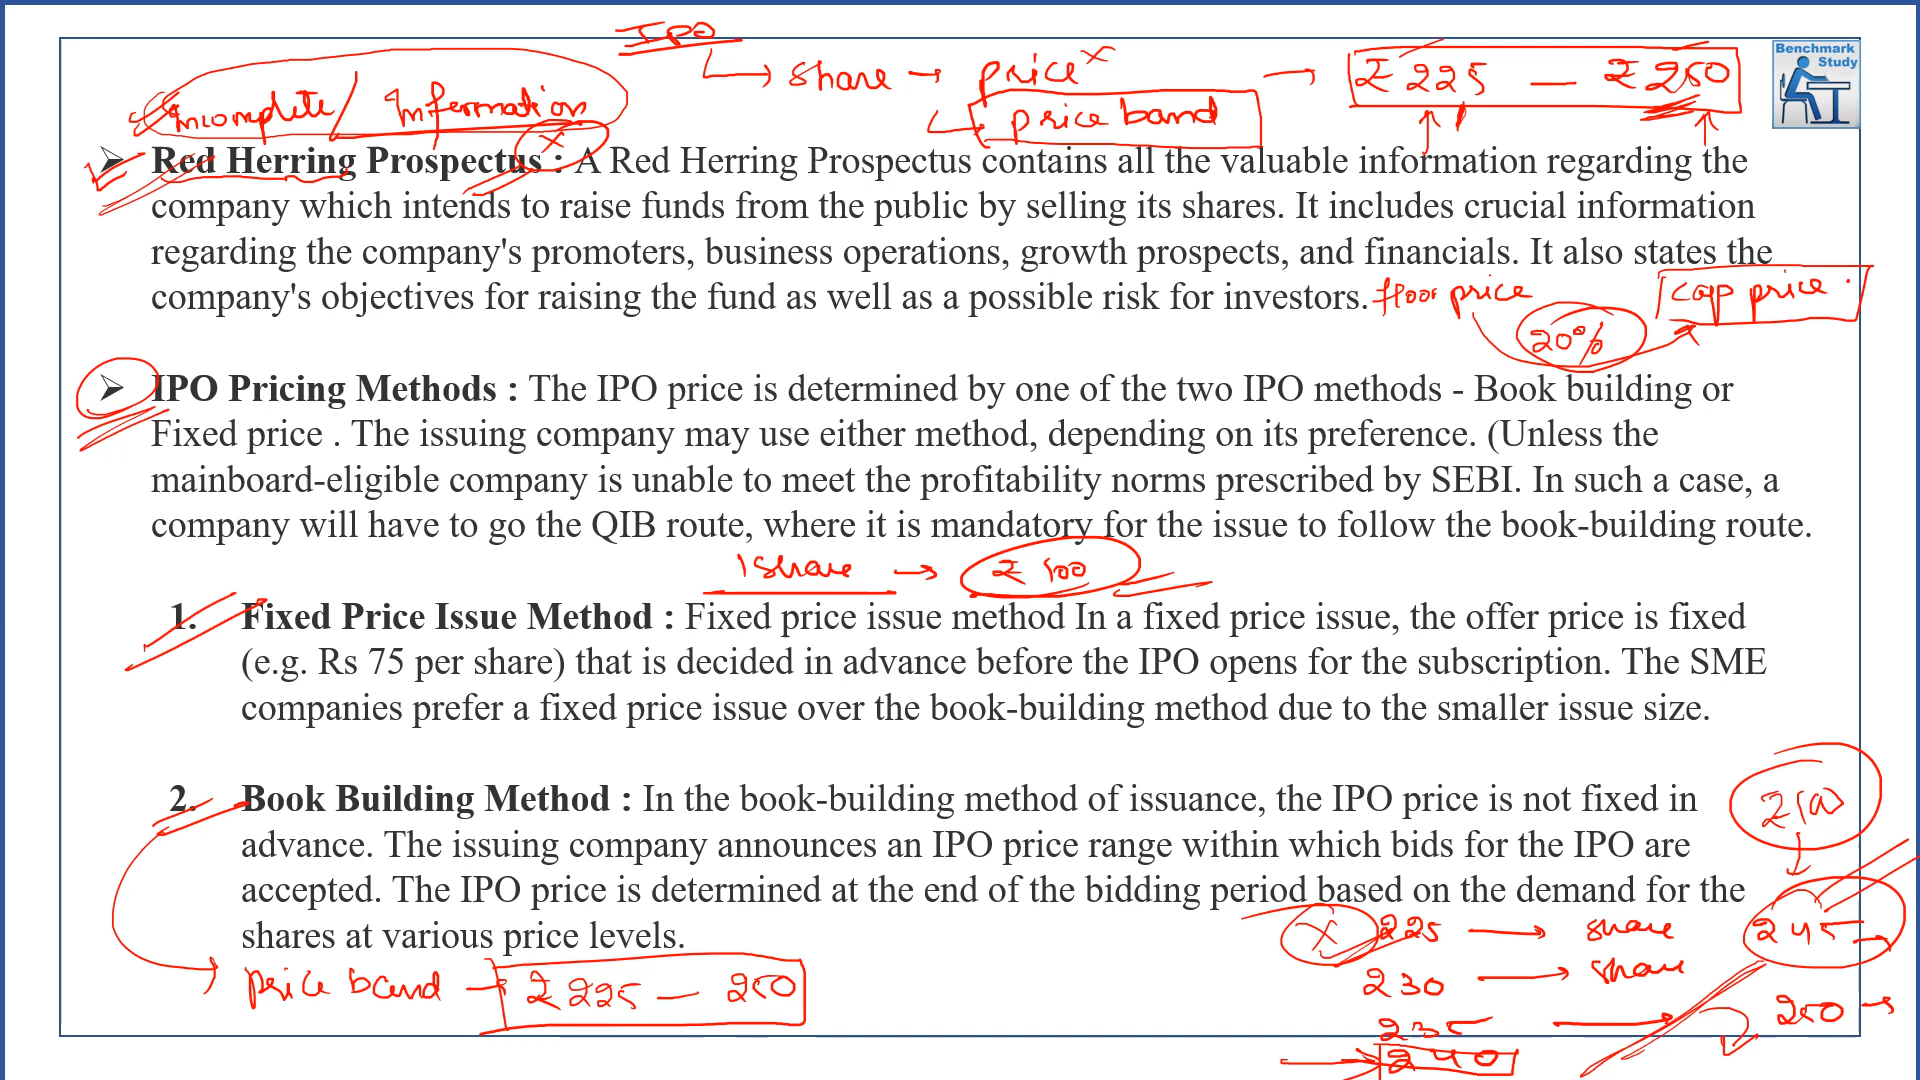 IPO
share → price x → ₹ 225 — ₹ 250
Benchmark
Study
Incomplete / Information
price band
➤ Red Herring Prospectus : A Red Herring Prospectus contains all the valuable information regarding the
company which intends to raise funds from the public by selling its shares. It includes crucial information
regarding the company's promoters, business operations, growth prospects, and financials. It also states the
company's objectives for raising the fund as well as a possible risk for investors.
floor price
cap price
20%
➤ IPO Pricing Methods : The IPO price is determined by one of the two IPO methods - Book building or
Fixed price . The issuing company may use either method, depending on its preference. (Unless the
mainboard-eligible company is unable to meet the profitability norms prescribed by SEBI. In such a case, a
company will have to go the QIB route, where it is mandatory for the issue to follow the book-building route.
1 share → ₹ 100
1. Fixed Price Issue Method : Fixed price issue method In a fixed price issue, the offer price is fixed
(e.g. Rs 75 per share) that is decided in advance before the IPO opens for the subscription. The SME
companies prefer a fixed price issue over the book-building method due to the smaller issue size.
2. Book Building Method : In the book-building method of issuance, the IPO price is not fixed in
advance. The issuing company announces an IPO price range within which bids for the IPO are
accepted. The IPO price is determined at the end of the bidding period based on the demand for the
shares at various price levels.
225 → share
245
230 → share
price band → ₹ 225 — 250
235 →
250 →
240